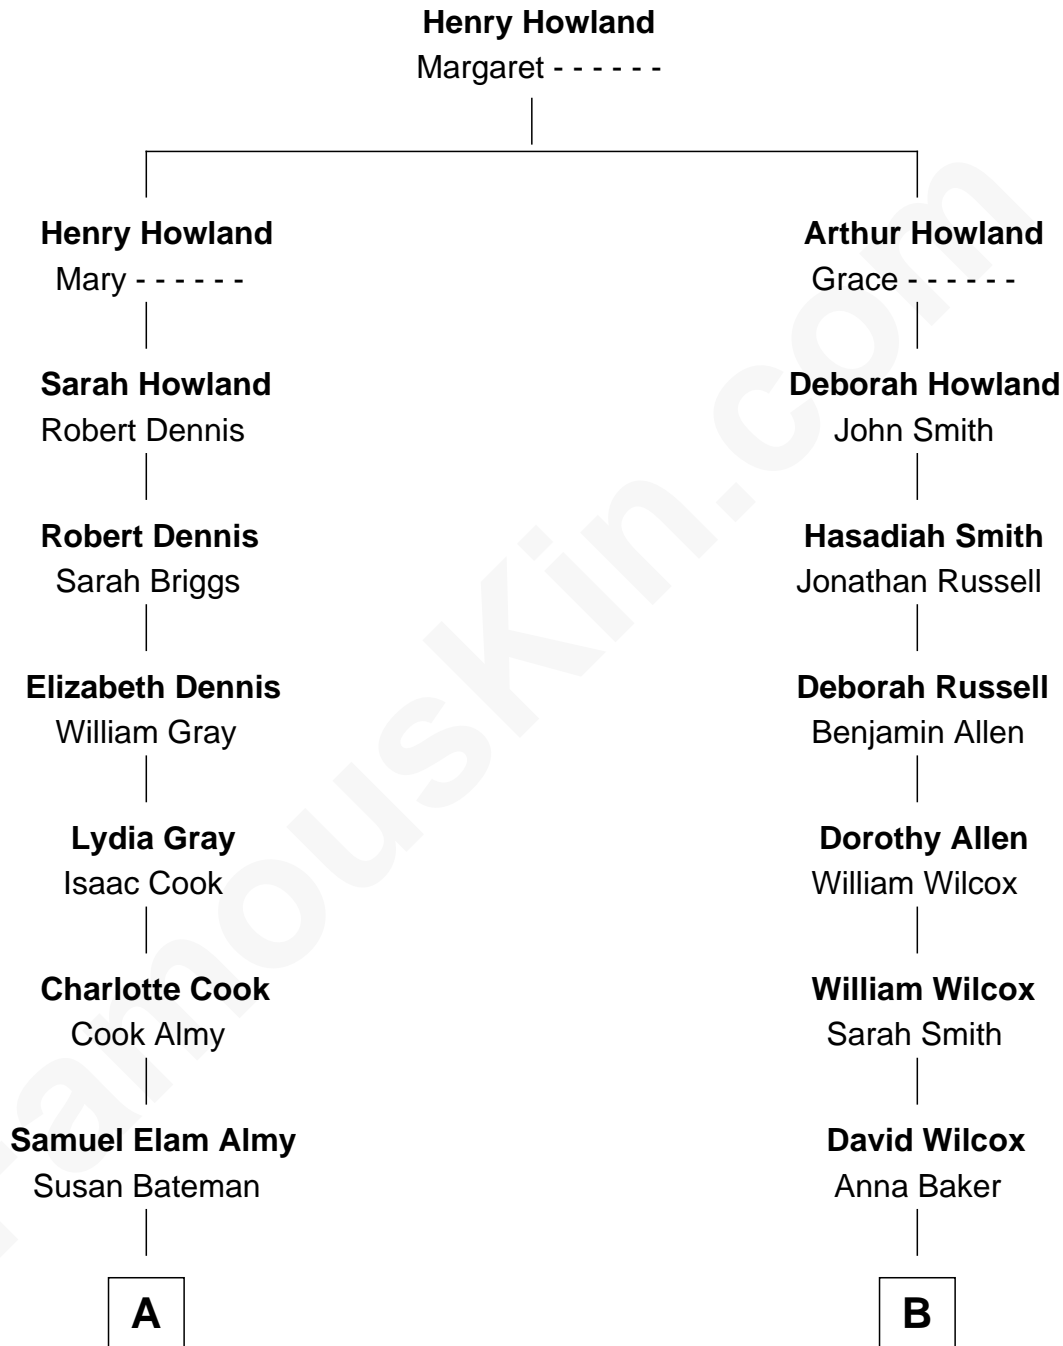 Henry Howland
Margaret - - - - - -
Henry Howland
Mary - - - - - -
Sarah Howland
Robert Dennis
Robert Dennis
Sarah Briggs
Elizabeth Dennis
William Gray
Lydia Gray
Isaac Cook
Charlotte Cook
Cook Almy
Samuel Elam Almy
Susan Bateman
A
Arthur Howland
Grace - - - - - -
Deborah Howland
John Smith
Hasadiah Smith
Jonathan Russell
Deborah Russell
Benjamin Allen
Dorothy Allen
William Wilcox
William Wilcox
Sarah Smith
David Wilcox
Anna Baker
B
FamousKin.com